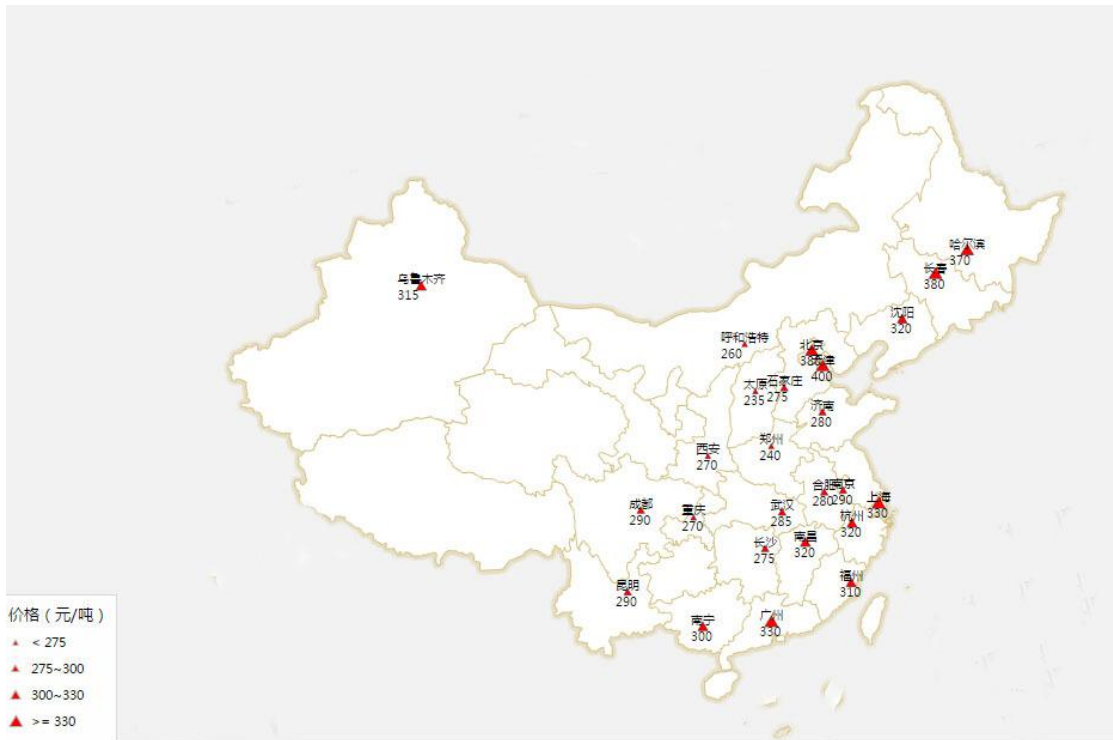 哈尔滨
370
长春
380
乌鲁木齐
315
沈阳
320
呼和浩特
260
北京
天津
400
太原
235
石家庄
275
济南
280
郑州
240
西安
270
合肥
280
南京
290
上海
330
成都
290
重庆
270
武汉
285
杭州
320
长沙
275
南昌
320
昆明
290
福州
310
南宁
300
广州
330
价格（元/吨）
< 275
275~300
300~330
>= 330